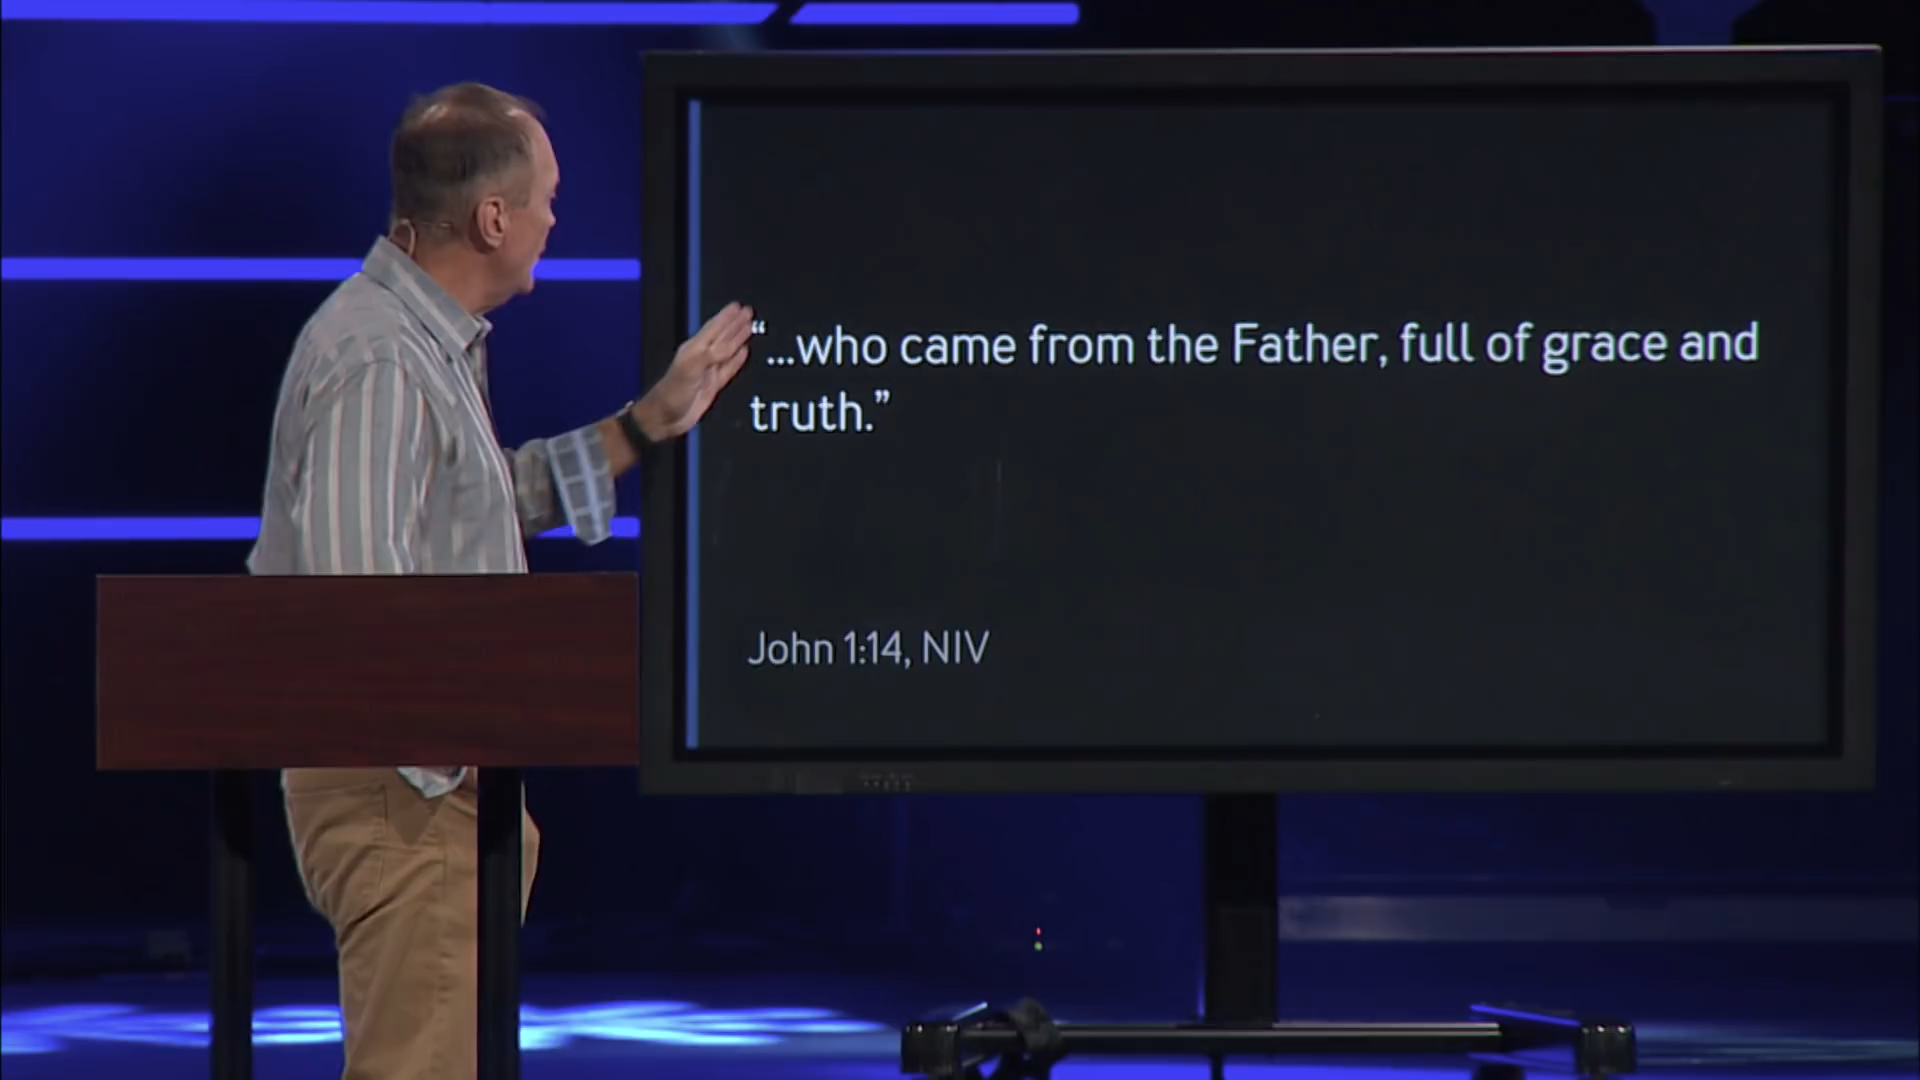 “...who came from the Father, full of grace and
truth.”
John 1:14, NIV